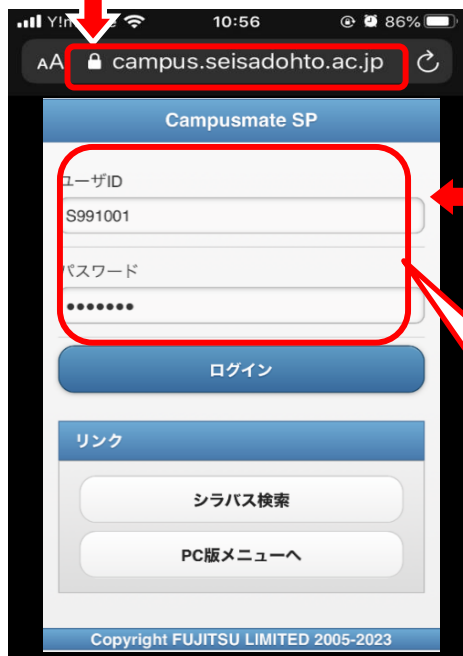 10:56
86%
AA campus.seisadohto.ac.jp
Campusmate SP
ユーザID
S991001
パスワード
•••••••
ログイン
リンク
シラバス検索
PC版メニューへ
Copyright FUJITSU LIMITED 2005-2023